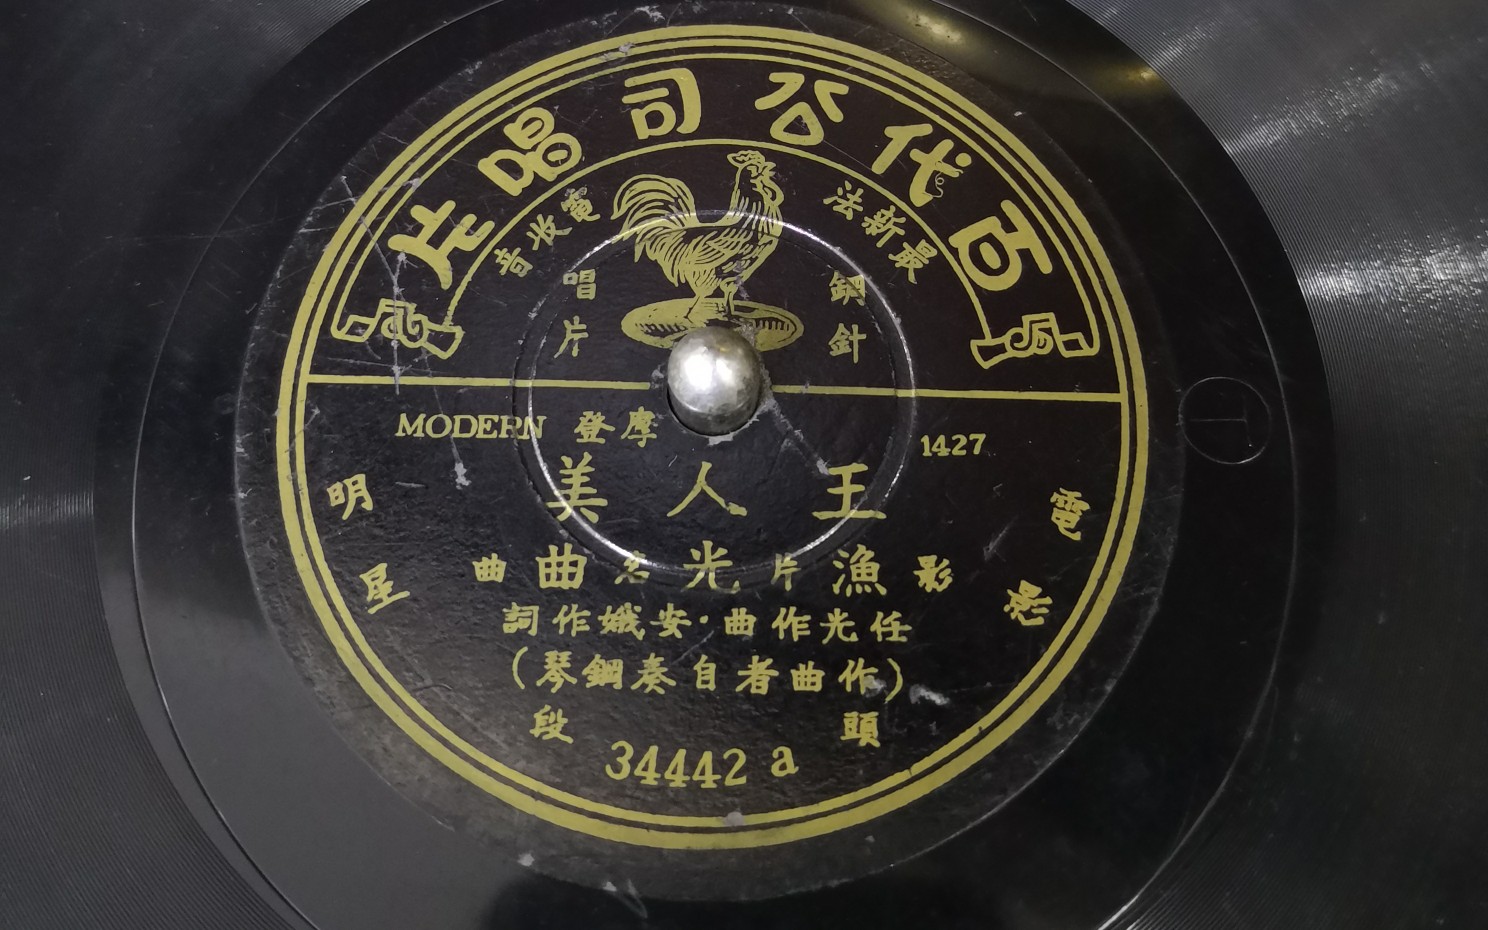 百代公司唱片
最新法電收音
鋼針唱片
MODERN 摩登
1427
電影明星
王人美
影片名曲
漁光曲
任光作曲·安娥作詞
(作曲者自奏鋼琴)
頭段
34442 a
T